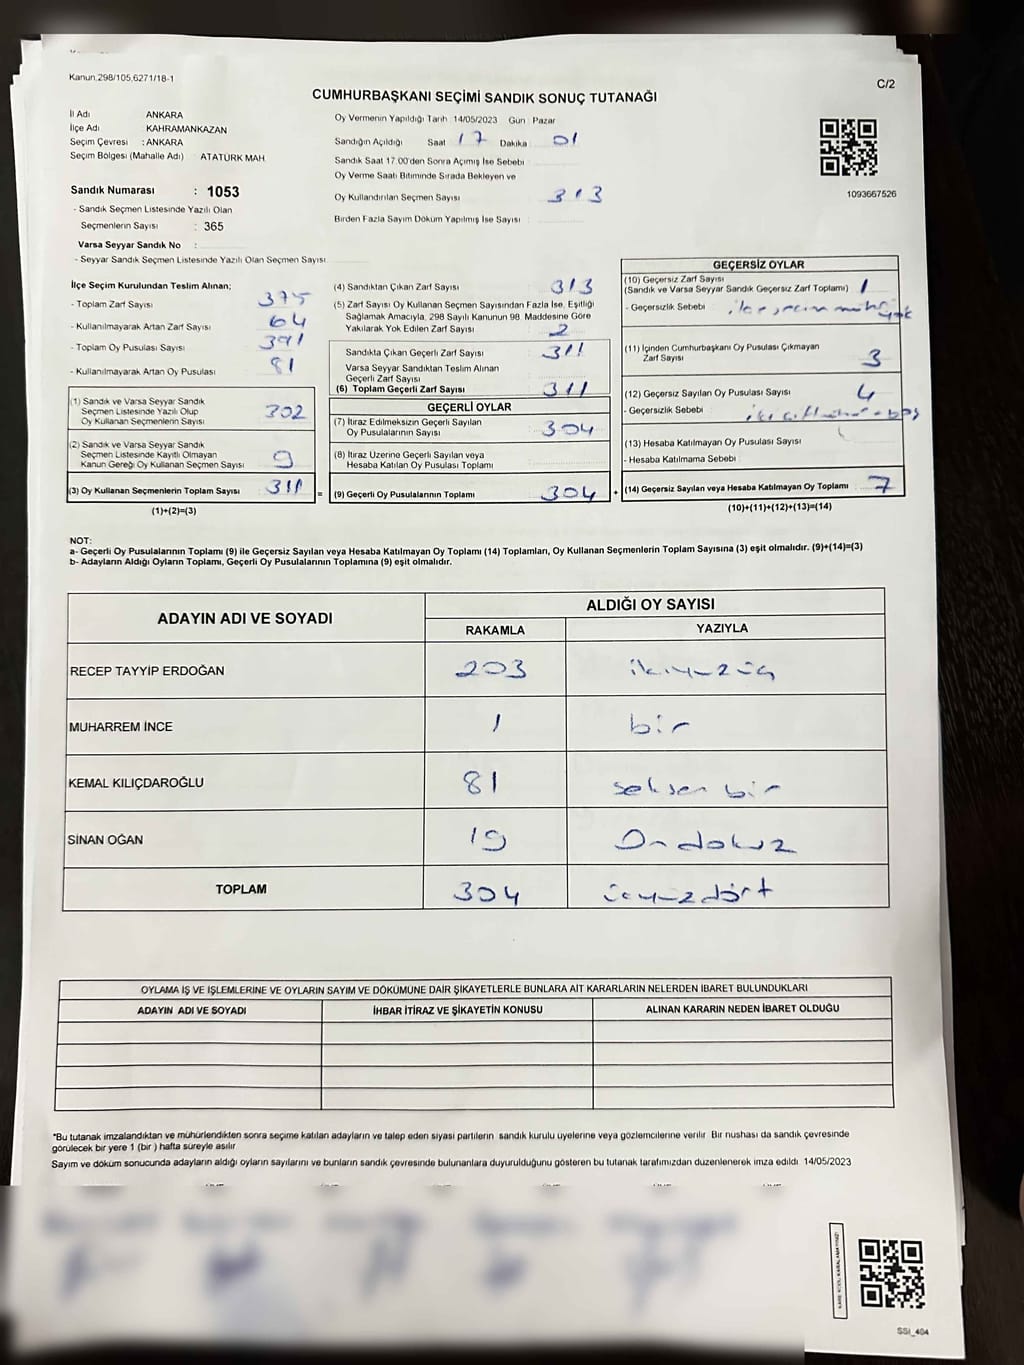 Kanun.298/105,6271/18-1
C/2
CUMHURBAŞKANI SEÇİMİ SANDIK SONUÇ TUTANAĞI
İl Adı ANKARA
İlçe Adı KAHRAMANKAZAN
Seçim Çevresi : ANKARA
Seçim Bölgesi (Mahalle Adı) ATATÜRK MAH.
Sandık Numarası : 1053
- Sandık Seçmen Listesinde Yazılı Olan
Seçmenlerin Sayısı : 365
Varsa Seyyar Sandık No :
- Seyyar Sandık Seçmen Listesinde Yazılı Olan Seçmen Sayısı
Oy Vermenin Yapıldığı Tarih 14/05/2023 Gün Pazar
Sandığın Açıldığı Saat 17 Dakika 01
Sandık Saat 17.00'den Sonra Açılmış İse Sebebi
Oy Verme Saati Bitiminde Sırada Bekleyen ve
Oy Kullandırılan Seçmen Sayısı 313
Birden Fazla Sayım Döküm Yapılmış İse Sayısı
1093667526
İlçe Seçim Kurulundan Teslim Alınan;
- Toplam Zarf Sayısı 375
- Kullanılmayarak Artan Zarf Sayısı 64
- Toplam Oy Pusulası Sayısı 391
- Kullanılmayarak Artan Oy Pusulası 81
(1) Sandık ve Varsa Seyyar Sandık
Seçmen Listesinde Yazılı Olup
Oy Kullanan Seçmenlerin Sayısı 302
(2) Sandık ve Varsa Seyyar Sandık
Seçmen Listesinde Kayıtlı Olmayan
Kanun Gereği Oy Kullanan Seçmen Sayısı 9
(3) Oy Kullanan Seçmenlerin Toplam Sayısı 311 =
(1)+(2)=(3)
(4) Sandıktan Çıkan Zarf Sayısı 313
(5) Zarf Sayısı Oy Kullanan Seçmen Sayısından Fazla İse, Eşitliği
Sağlamak Amacıyla, 298 Sayılı Kanunun 98. Maddesine Göre
Yakılarak Yok Edilen Zarf Sayısı 2
Sandıkta Çıkan Geçerli Zarf Sayısı 311
Varsa Seyyar Sandıktan Teslim Alınan
Geçerli Zarf Sayısı
(6) Toplam Geçerli Zarf Sayısı 311
GEÇERLİ OYLAR
(7) İtiraz Edilmeksizin Geçerli Sayılan
Oy Pusulalarının Sayısı 304
(8) İtiraz Üzerine Geçerli Sayılan veya
Hesaba Katılan Oy Pusulası Toplamı
(9) Geçerli Oy Pusulalarının Toplamı 304 +
GEÇERSİZ OYLAR
(10) Geçersiz Zarf Sayısı
(Sandık ve Varsa Seyyar Sandık Geçersiz Zarf Toplamı) 1
- Geçersizlik Sebebi
(11) İçinden Cumhurbaşkanı Oy Pusulası Çıkmayan
Zarf Sayısı 3
(12) Geçersiz Sayılan Oy Pusulası Sayısı 4
- Geçersizlik Sebebi
(13) Hesaba Katılmayan Oy Pusulası Sayısı
- Hesaba Katılmama Sebebi
(14) Geçersiz Sayılan veya Hesaba Katılmayan Oy Toplamı 7
(10)+(11)+(12)+(13)=(14)
NOT:
a- Geçerli Oy Pusulalarının Toplamı (9) ile Geçersiz Sayılan veya Hesaba Katılmayan Oy Toplamı (14) Toplamları, Oy Kullanan Seçmenlerin Toplam Sayısına (3) eşit olmalıdır. (9)+(14)=(3)
b- Adayların Aldığı Oyların Toplamı, Geçerli Oy Pusulalarının Toplamına (9) eşit olmalıdır.
ADAYIN ADI VE SOYADI
ALDIĞI OY SAYISI
RAKAMLA YAZIYLA
RECEP TAYYİP ERDOĞAN 203 ikiyüzüç
MUHARREM İNCE 1 bir
KEMAL KILIÇDAROĞLU 81 seksen bir
SİNAN OĞAN 19 Ondokuz
TOPLAM 304 üçyüzdört
OYLAMA İŞ VE İŞLEMLERİNE VE OYLARIN SAYIM VE DÖKÜMÜNE DAİR ŞİKAYETLERLE BUNLARA AİT KARARLARIN NELERDEN İBARET BULUNDUKLARI
ADAYIN ADI VE SOYADI İHBAR İTİRAZ VE ŞİKAYETİN KONUSU ALINAN KARARIN NEDEN İBARET OLDUĞU
*Bu tutanak imzalandıktan ve mühürlendikten sonra seçime katılan adayların ve talep eden siyasi partilerin sandık kurulu üyelerine veya gözlemcilerine verilir. Bir nushası da sandık çevresinde
görülecek bir yere 1 (bir ) hafta süreyle asılır
Sayım ve döküm sonucunda adayların aldığı oyların sayılarını ve bunların sandık çevresinde bulunanlara duyurulduğunu gösteren bu tutanak tarafımızdan düzenlenerek imza edildi 14/05/2023
SSI_404